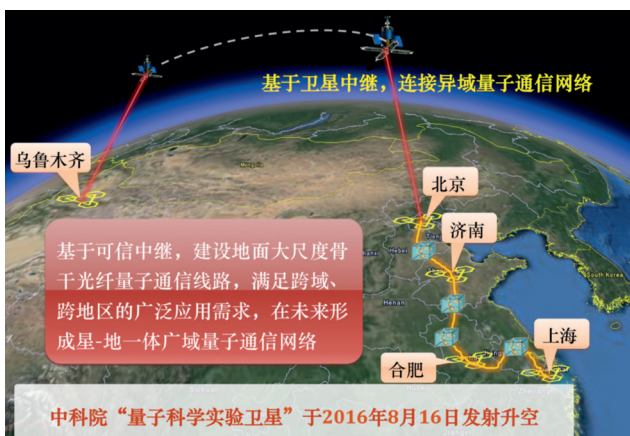 基于卫星中继，连接异域量子通信网络
乌鲁木齐
北京
济南
基于可信中继，建设地面大尺度骨
干光纤量子通信线路，满足跨域、
跨地区的广泛应用需求，在未来形
成星-地一体广域量子通信网络
Mongolia
Hebei
Henan
South Korea
上海
合肥
中科院“量子科学实验卫星”于2016年8月16日发射升空